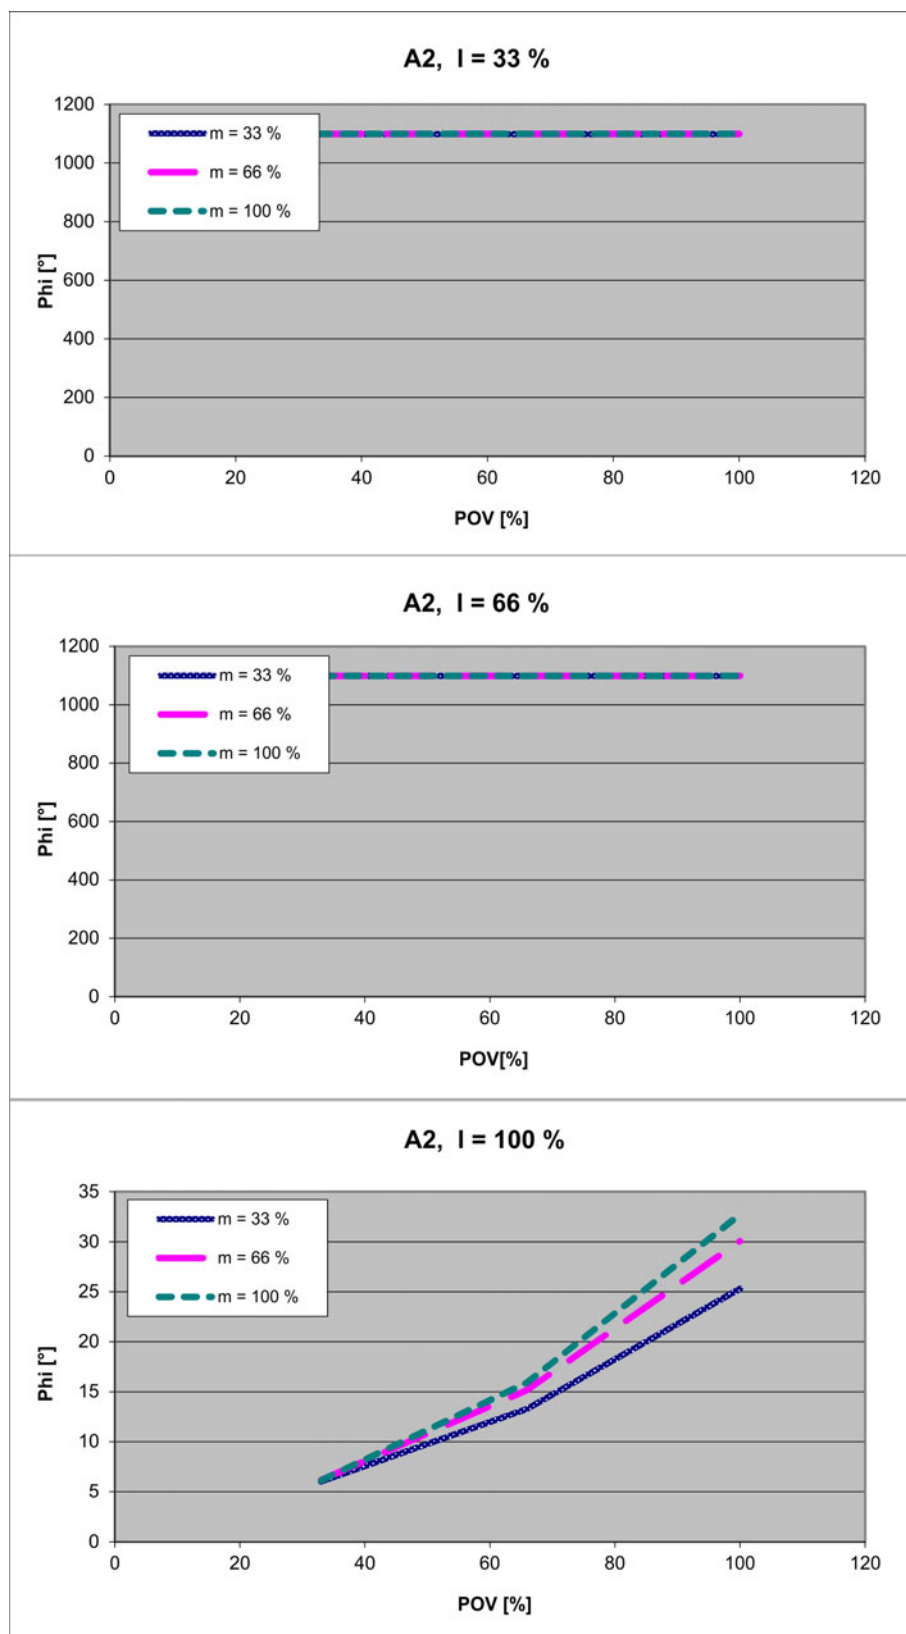 A2,  I = 33 %
1200
1000
800
600
400
200
0
m = 33 %
m = 66 %
m = 100 %
Phi [°]
0 20 40 60 80 100 120
POV [%]
A2,  I = 66 %
1200
1000
800
600
400
200
0
m = 33 %
m = 66 %
m = 100 %
Phi [°]
0 20 40 60 80 100 120
POV[%]
A2,  I = 100 %
35
30
25
20
15
10
5
0
m = 33 %
m = 66 %
m = 100 %
Phi [°]
0 20 40 60 80 100 120
POV [%]